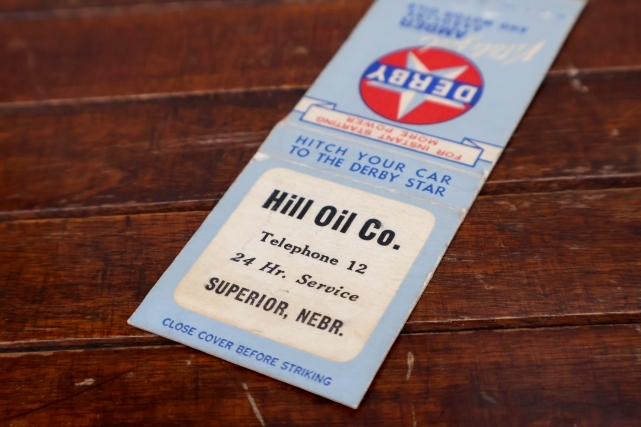 Hill Oil Co.
Telephone 12
24 Hr. Service
SUPERIOR, NEBR.
CLOSE COVER BEFORE STRIKING
HITCH YOUR CAR
TO THE DERBY STAR
FOR INSTANT STARTING
MORE POWER
DERBY
AMBER